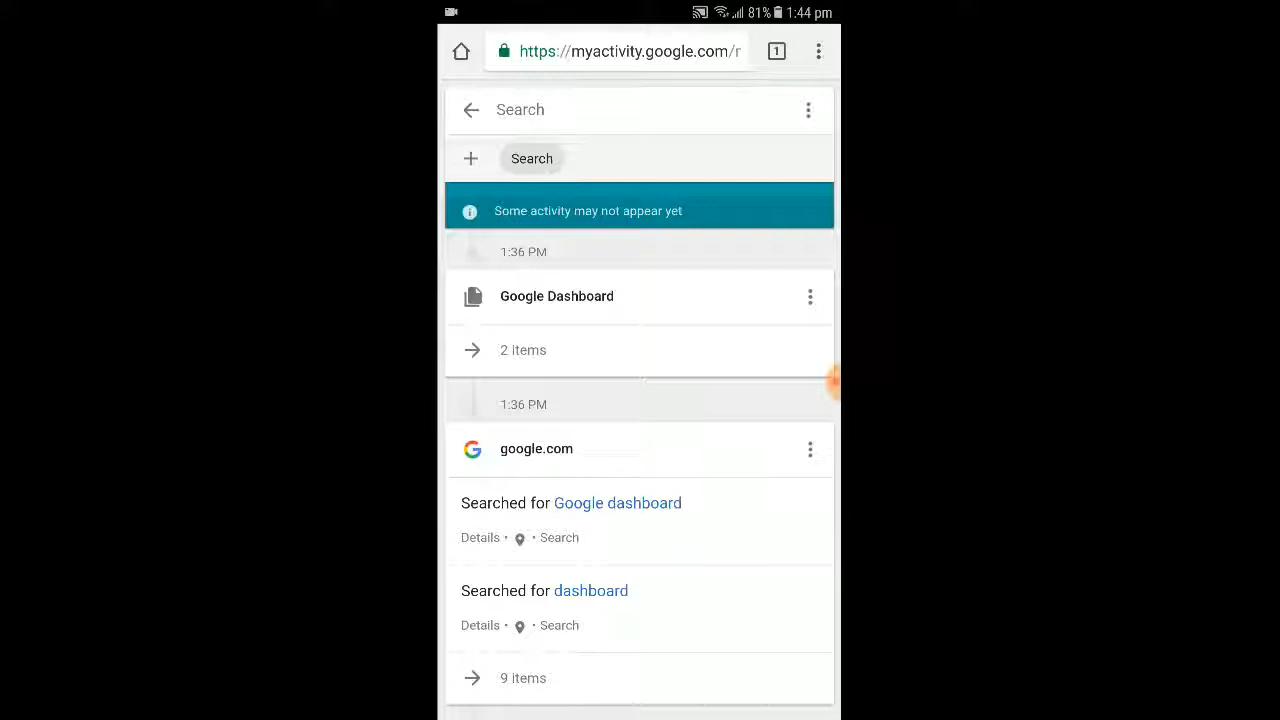 81% 1:44 pm
https://myactivity.google.com/r
1
Search
Search
Some activity may not appear yet
1:36 PM
Google Dashboard
2 items
1:36 PM
google.com
Searched for Google dashboard
Details • • Search
Searched for dashboard
Details • • Search
9 items